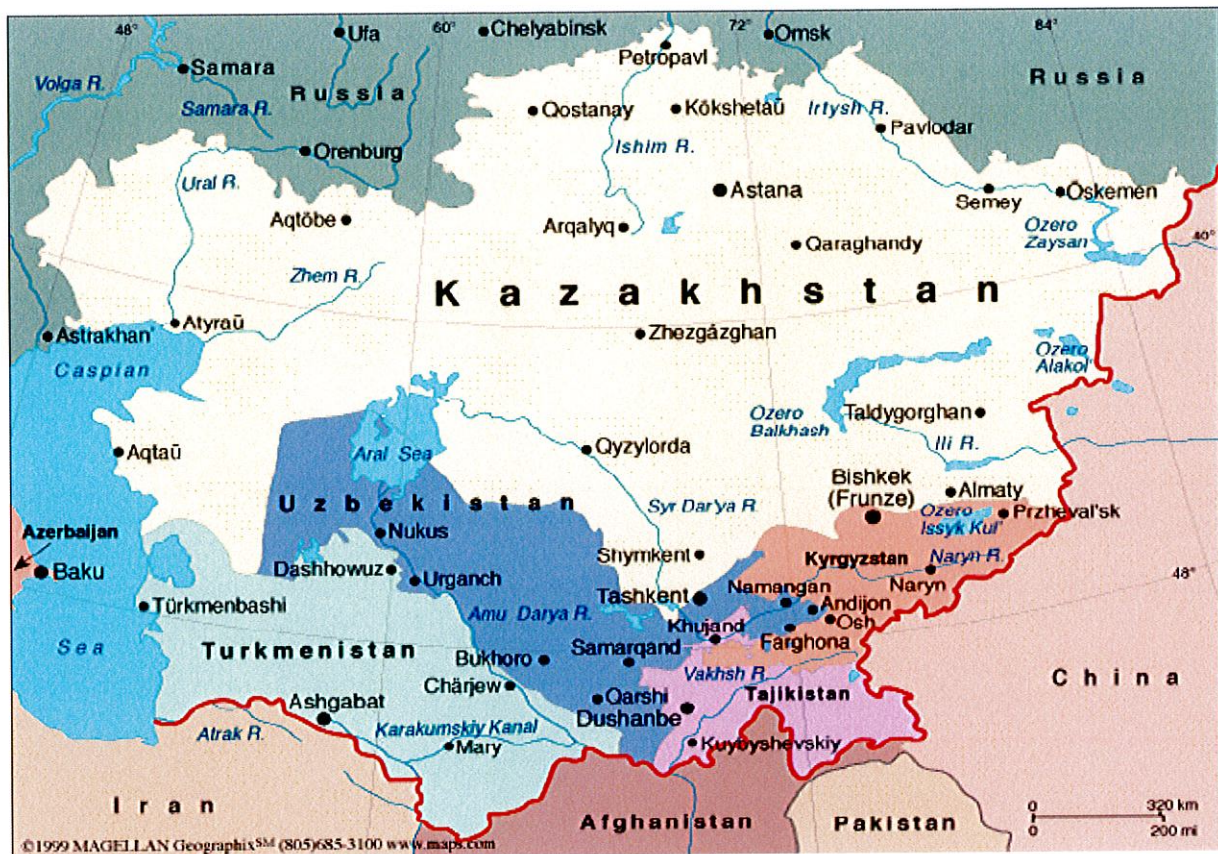 48°
60°
72°
84°
Ufa
Chelyabinsk
Omsk
Petropavl
Samara
Volga R.
Russia
Russia
Samara R.
Qostanay
Kökshetaū
Irtysh R.
Pavlodar
Orenburg
Ishim R.
Ural R.
Astana
Semey
Öskemen
Aqtöbe
Arqalyq
Ozero
Zaysan
40°
Qaraghandy
Zhem R.
Kazakhstan
Atyraū
Astrakhan'
Zhezgázghan
Caspian
Ozero
Alakol'
Ozero
Balkhash
Taldygorghan
Aqtaū
Aral Sea
Qyzylorda
Ili R.
Bishkek
(Frunze)
Almaty
Uzbekistan
Syr Dar'ya R.
Ozero
Issyk Kul'
Przheval'sk
Azerbaijan
Nukus
Shymkent
Kyrgyzstan
Naryn R.
48°
Baku
Dashhowuz
Urganch
Naryn
Namangan
Tashkent
Andijon
Türkmenbashi
Amu Darya R.
Khujand
Osh
Farghona
Sea
Turkmenistan
Bukhoro
Samarqand
Vakhsh R.
China
Chärjew
Qarshi
Tajikistan
Ashgabat
Dushanbe
Atrak R.
Karakumskiy Kanal
Mary
Kuybyshevskiy
Iran
Afghanistan
Pakistan
0
320 km
0
200 mi
©1999 MAGELLAN Geographix℠ (805)685-3100 www.maps.com